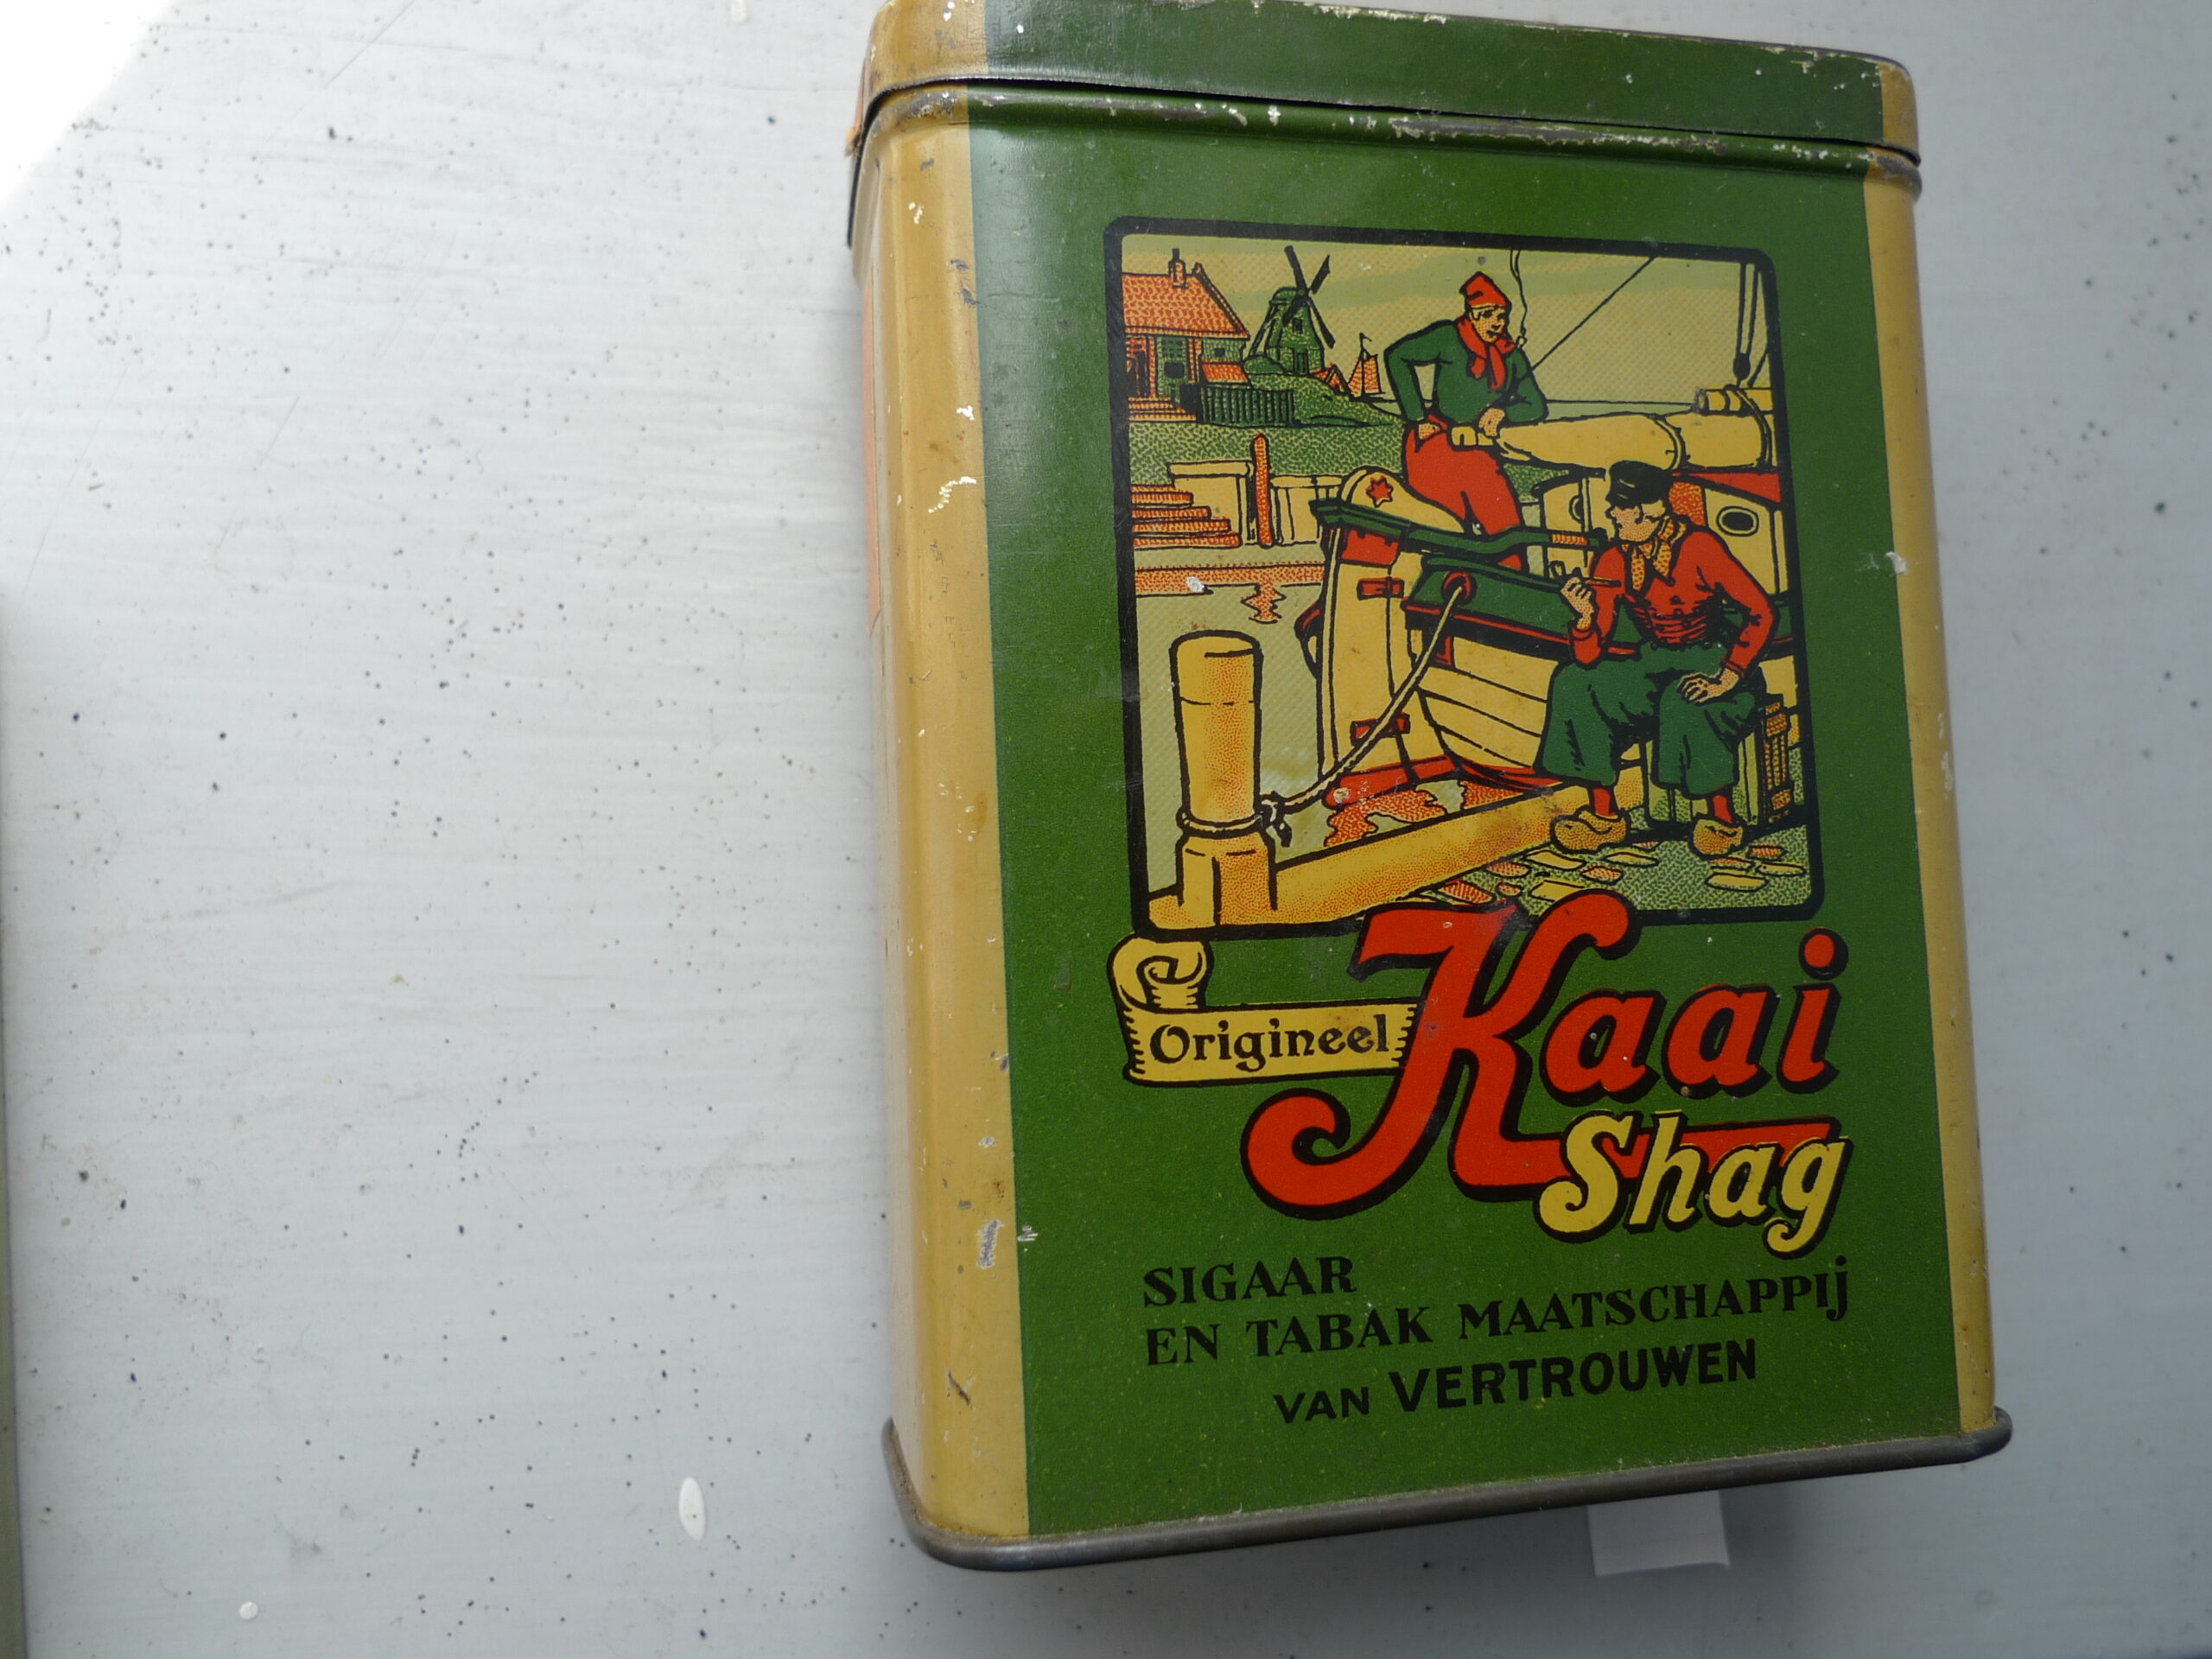 Origineel
Kaai
Shag
SIGAAR
EN TABAK MAATSCHAPPIJ
VAN VERTROUWEN